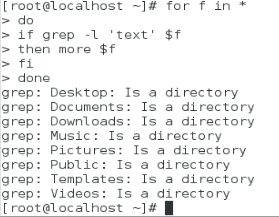 [root@localhost ~]# for f in *
> do
> if grep -l 'text' $f
> then more $f
> fi
> done
grep: Desktop: Is a directory
grep: Documents: Is a directory
grep: Downloads: Is a directory
grep: Music: Is a directory
grep: Pictures: Is a directory
grep: Public: Is a directory
grep: Templates: Is a directory
grep: Videos: Is a directory
[root@localhost ~]#